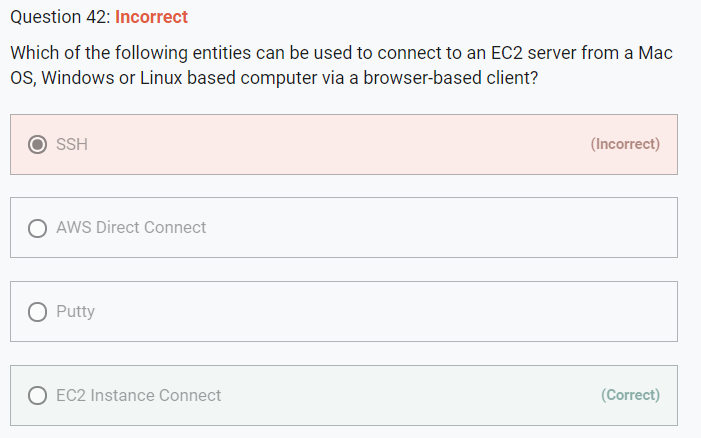 Question 42: Incorrect
Which of the following entities can be used to connect to an EC2 server from a Mac
OS, Windows or Linux based computer via a browser-based client?
SSH (Incorrect)
AWS Direct Connect
Putty
EC2 Instance Connect (Correct)